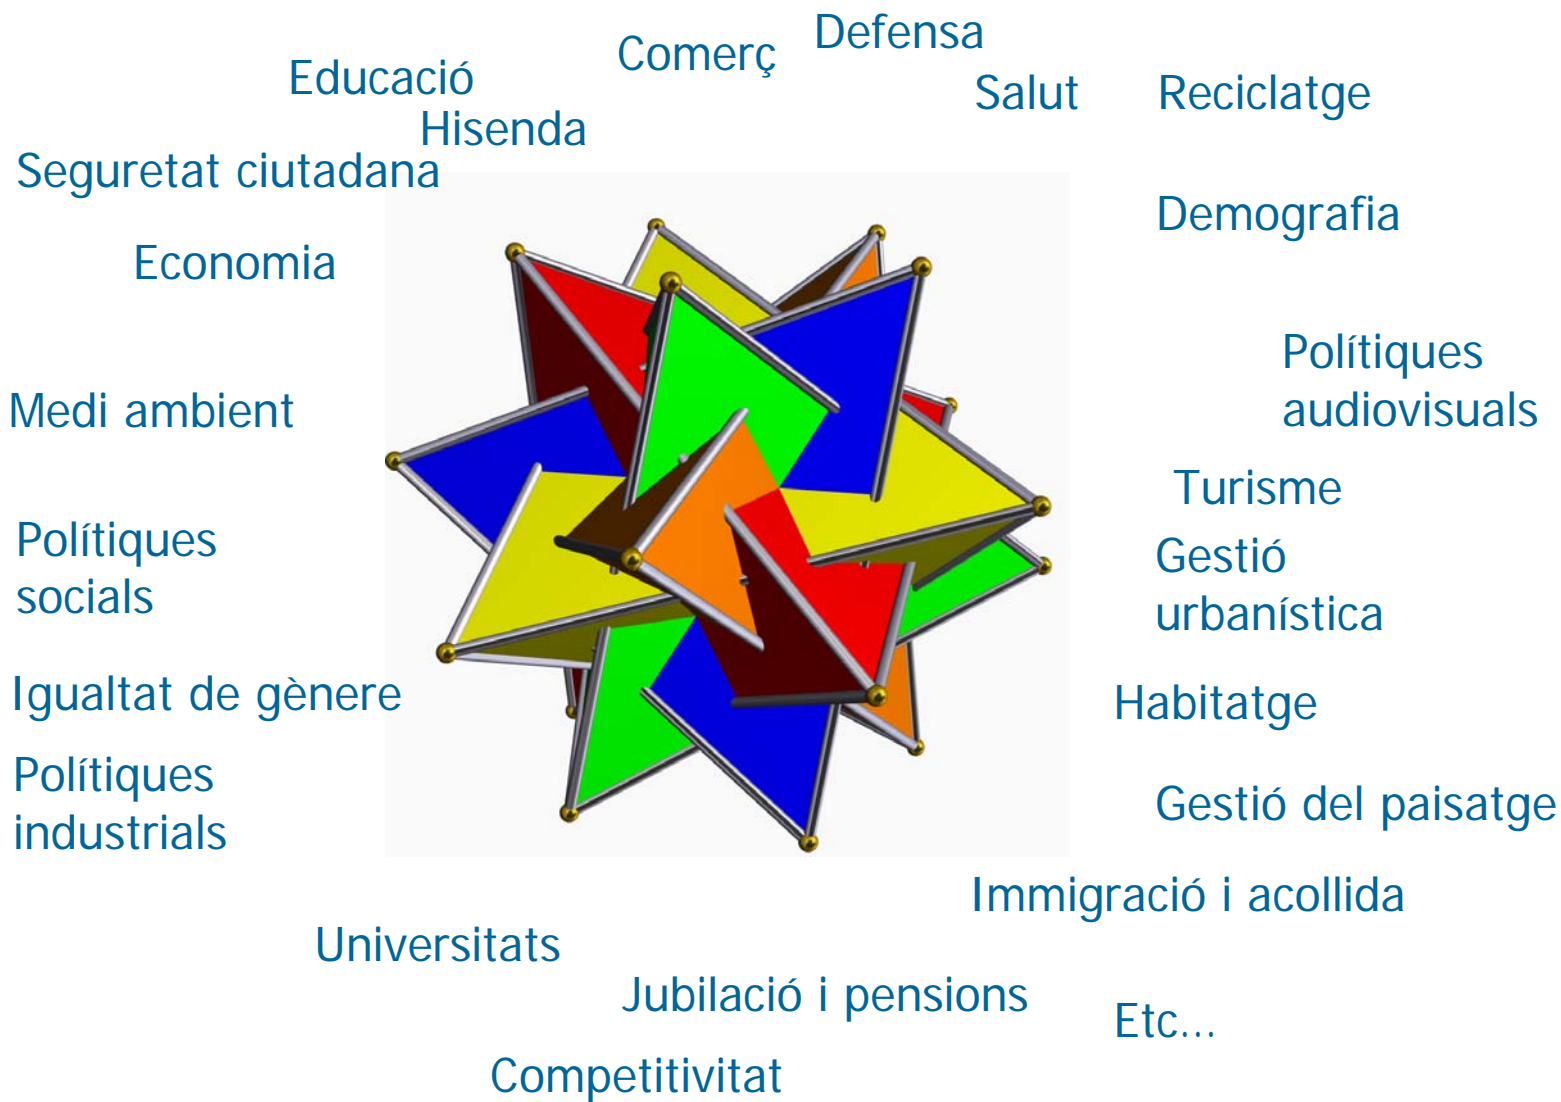 Defensa
Comerç
Educació
Salut
Reciclatge
Hisenda
Seguretat ciutadana
Demografia
Economia
Polítiques
audiovisuals
Medi ambient
Turisme
Polítiques
socials
Gestió
urbanística
Igualtat de gènere
Habitatge
Polítiques
industrials
Gestió del paisatge
Immigració i acollida
Universitats
Jubilació i pensions
Etc...
Competitivitat